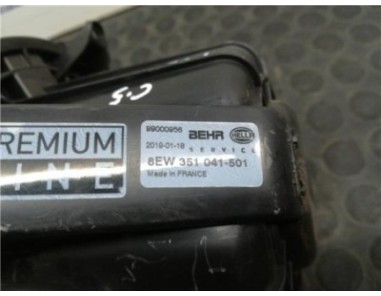 C.5
99000956
BEHR HELLA
2019-01-18 SERVICE
8EW 351 041-501
Made in FRANCE
REMIUM
INE